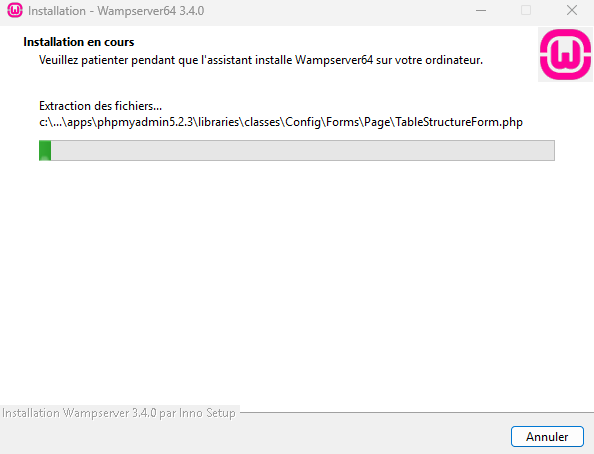 Installation - Wampserver64 3.4.0
Installation en cours
Veuillez patienter pendant que l'assistant installe Wampserver64 sur votre ordinateur.
Extraction des fichiers...
c:\...\apps\phpmyadmin5.2.3\libraries\classes\Config\Forms\Page\TableStructureForm.php
Installation Wampserver 3.4.0 par Inno Setup
Annuler